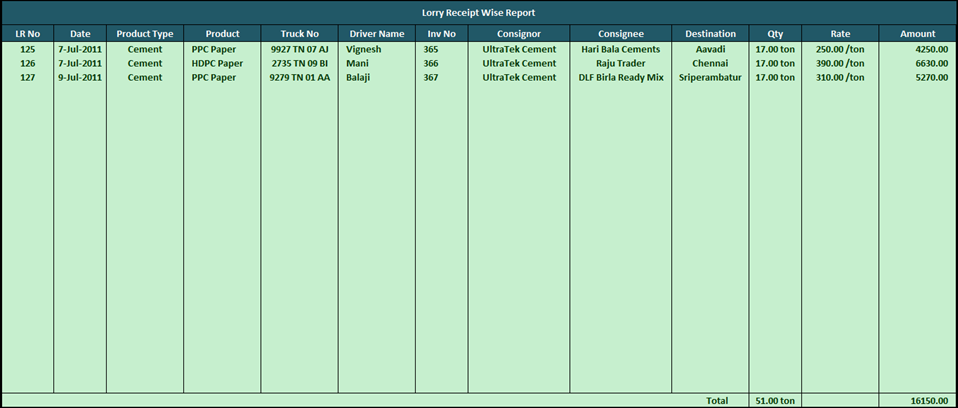 Lorry Receipt Wise Report
LR No Date Product Type Product Truck No Driver Name Inv No Consignor Consignee Destination Qty Rate Amount
125 7-Jul-2011 Cement PPC Paper 9927 TN 07 AJ Vignesh 365 UltraTek Cement Hari Bala Cements Aavadi 17.00 ton 250.00 /ton 4250.00
126 7-Jul-2011 Cement HDPC Paper 2735 TN 09 BI Mani 366 UltraTek Cement Raju Trader Chennai 17.00 ton 390.00 /ton 6630.00
127 9-Jul-2011 Cement PPC Paper 9279 TN 01 AA Balaji 367 UltraTek Cement DLF Birla Ready Mix Sriperambatur 17.00 ton 310.00 /ton 5270.00
Total 51.00 ton 16150.00